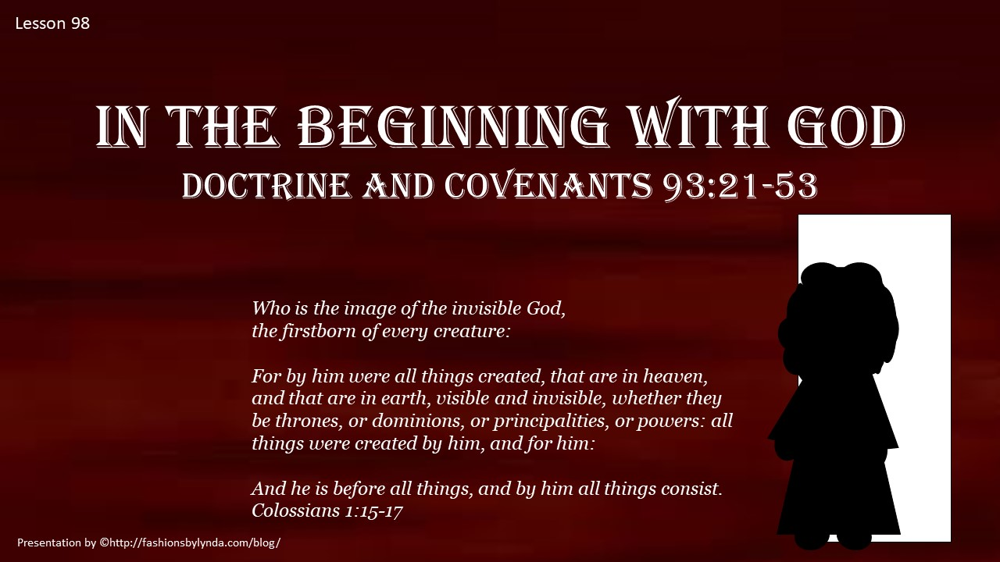 Lesson 98
IN THE BEGINNING WITH GOD
DOCTRINE AND COVENANTS 93:21-53
Who is the image of the invisible God,
the firstborn of every creature:
For by him were all things created, that are in heaven,
and that are in earth, visible and invisible, whether they
be thrones, or dominions, or principalities, or powers: all
things were created by him, and for him:
And he is before all things, and by him all things consist.
Colossians 1:15-17
Presentation by ©http://fashionsbylynda.com/blog/